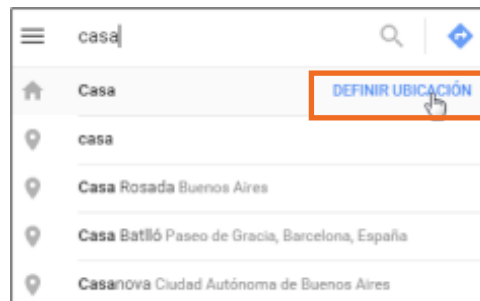 casa
Casa DEFINIR UBICACIÓN
casa
Casa Rosada Buenos Aires
Casa Batlló Paseo de Gracia, Barcelona, España
Casanova Ciudad Autónoma de Buenos Aires